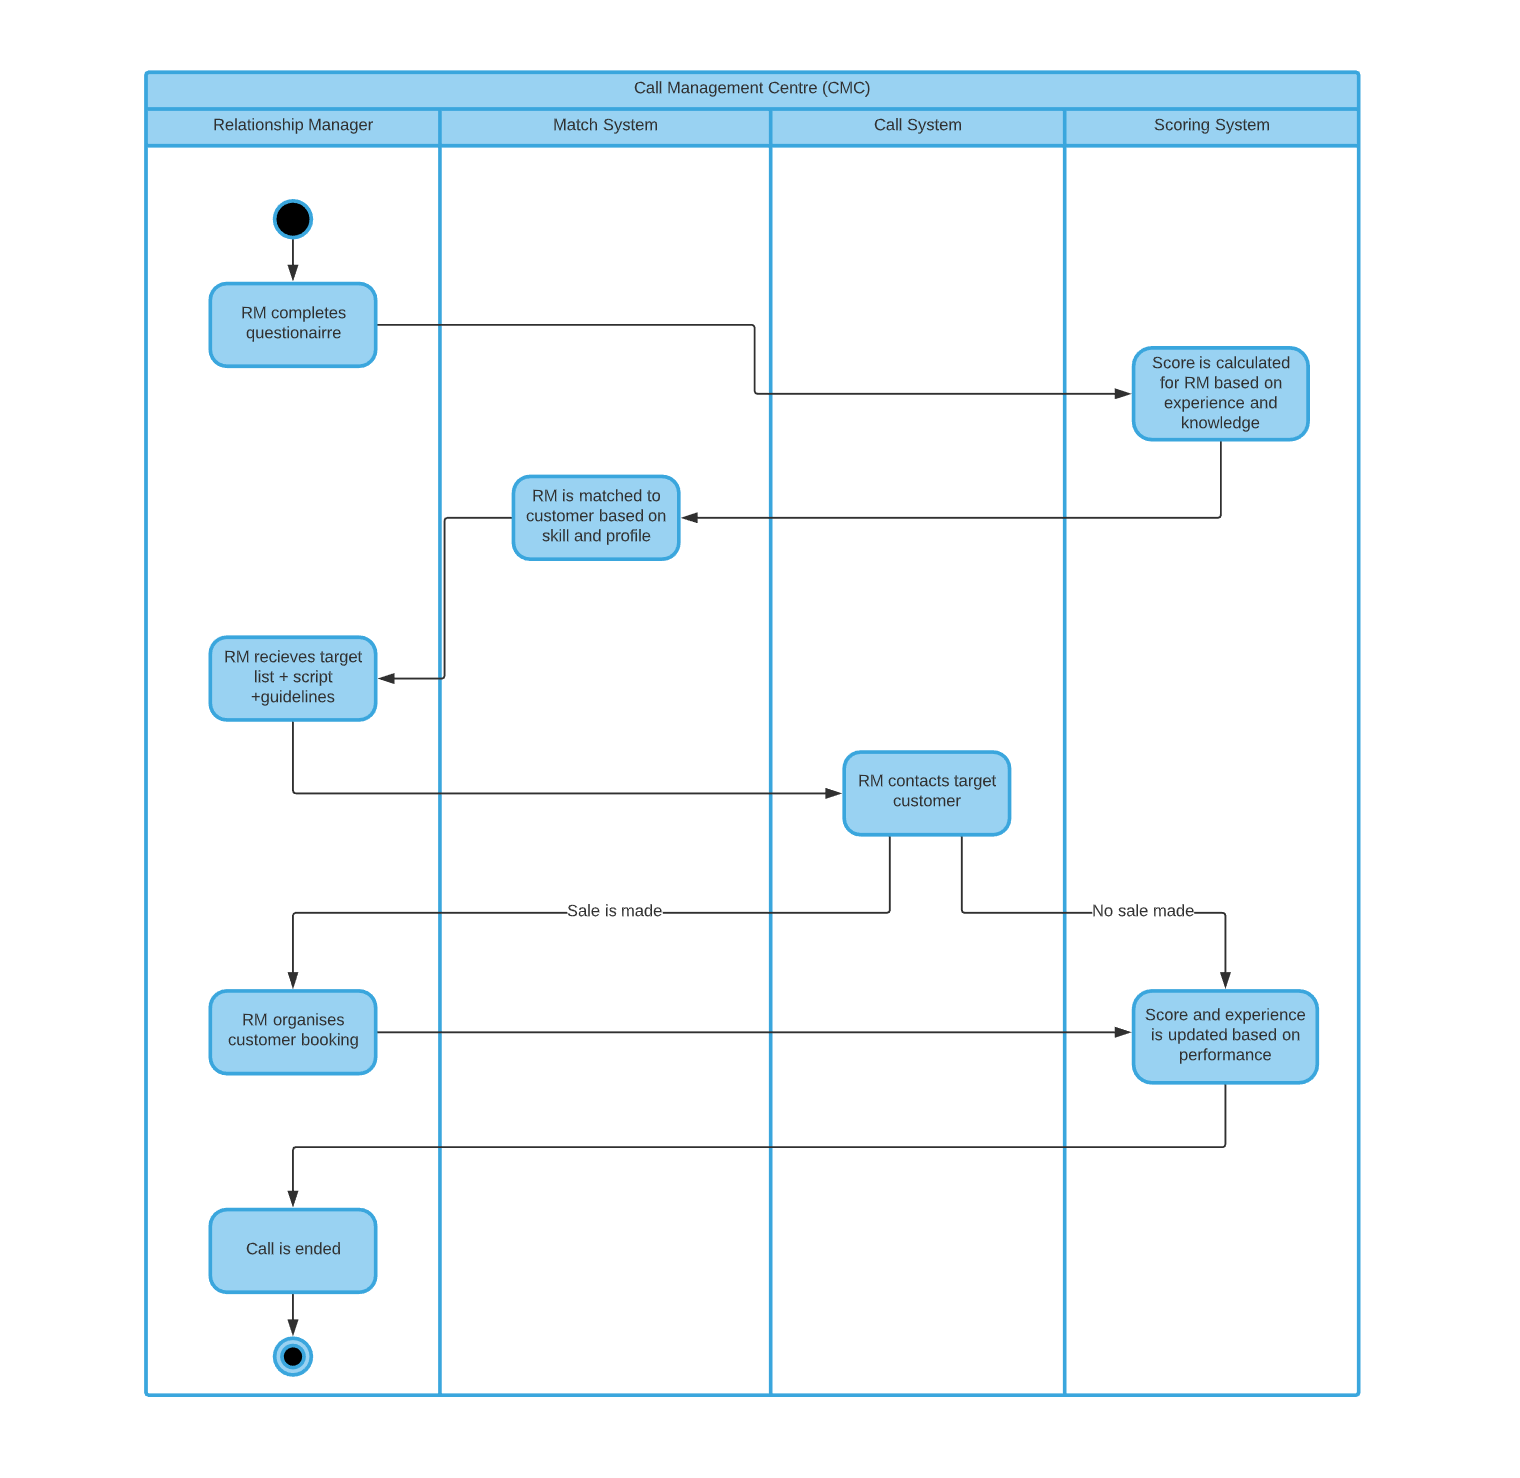 Call Management Centre (CMC)
Relationship Manager
Match System
Call System
Scoring System
RM completes
questionairre
Score is calculated
for RM based on
experience and
knowledge
RM is matched to
customer based on
skill and profile
RM recieves target
list + script
+guidelines
RM contacts target
customer
Sale is made
No sale made
RM organises
customer booking
Score and experience
is updated based on
performance
Call is ended